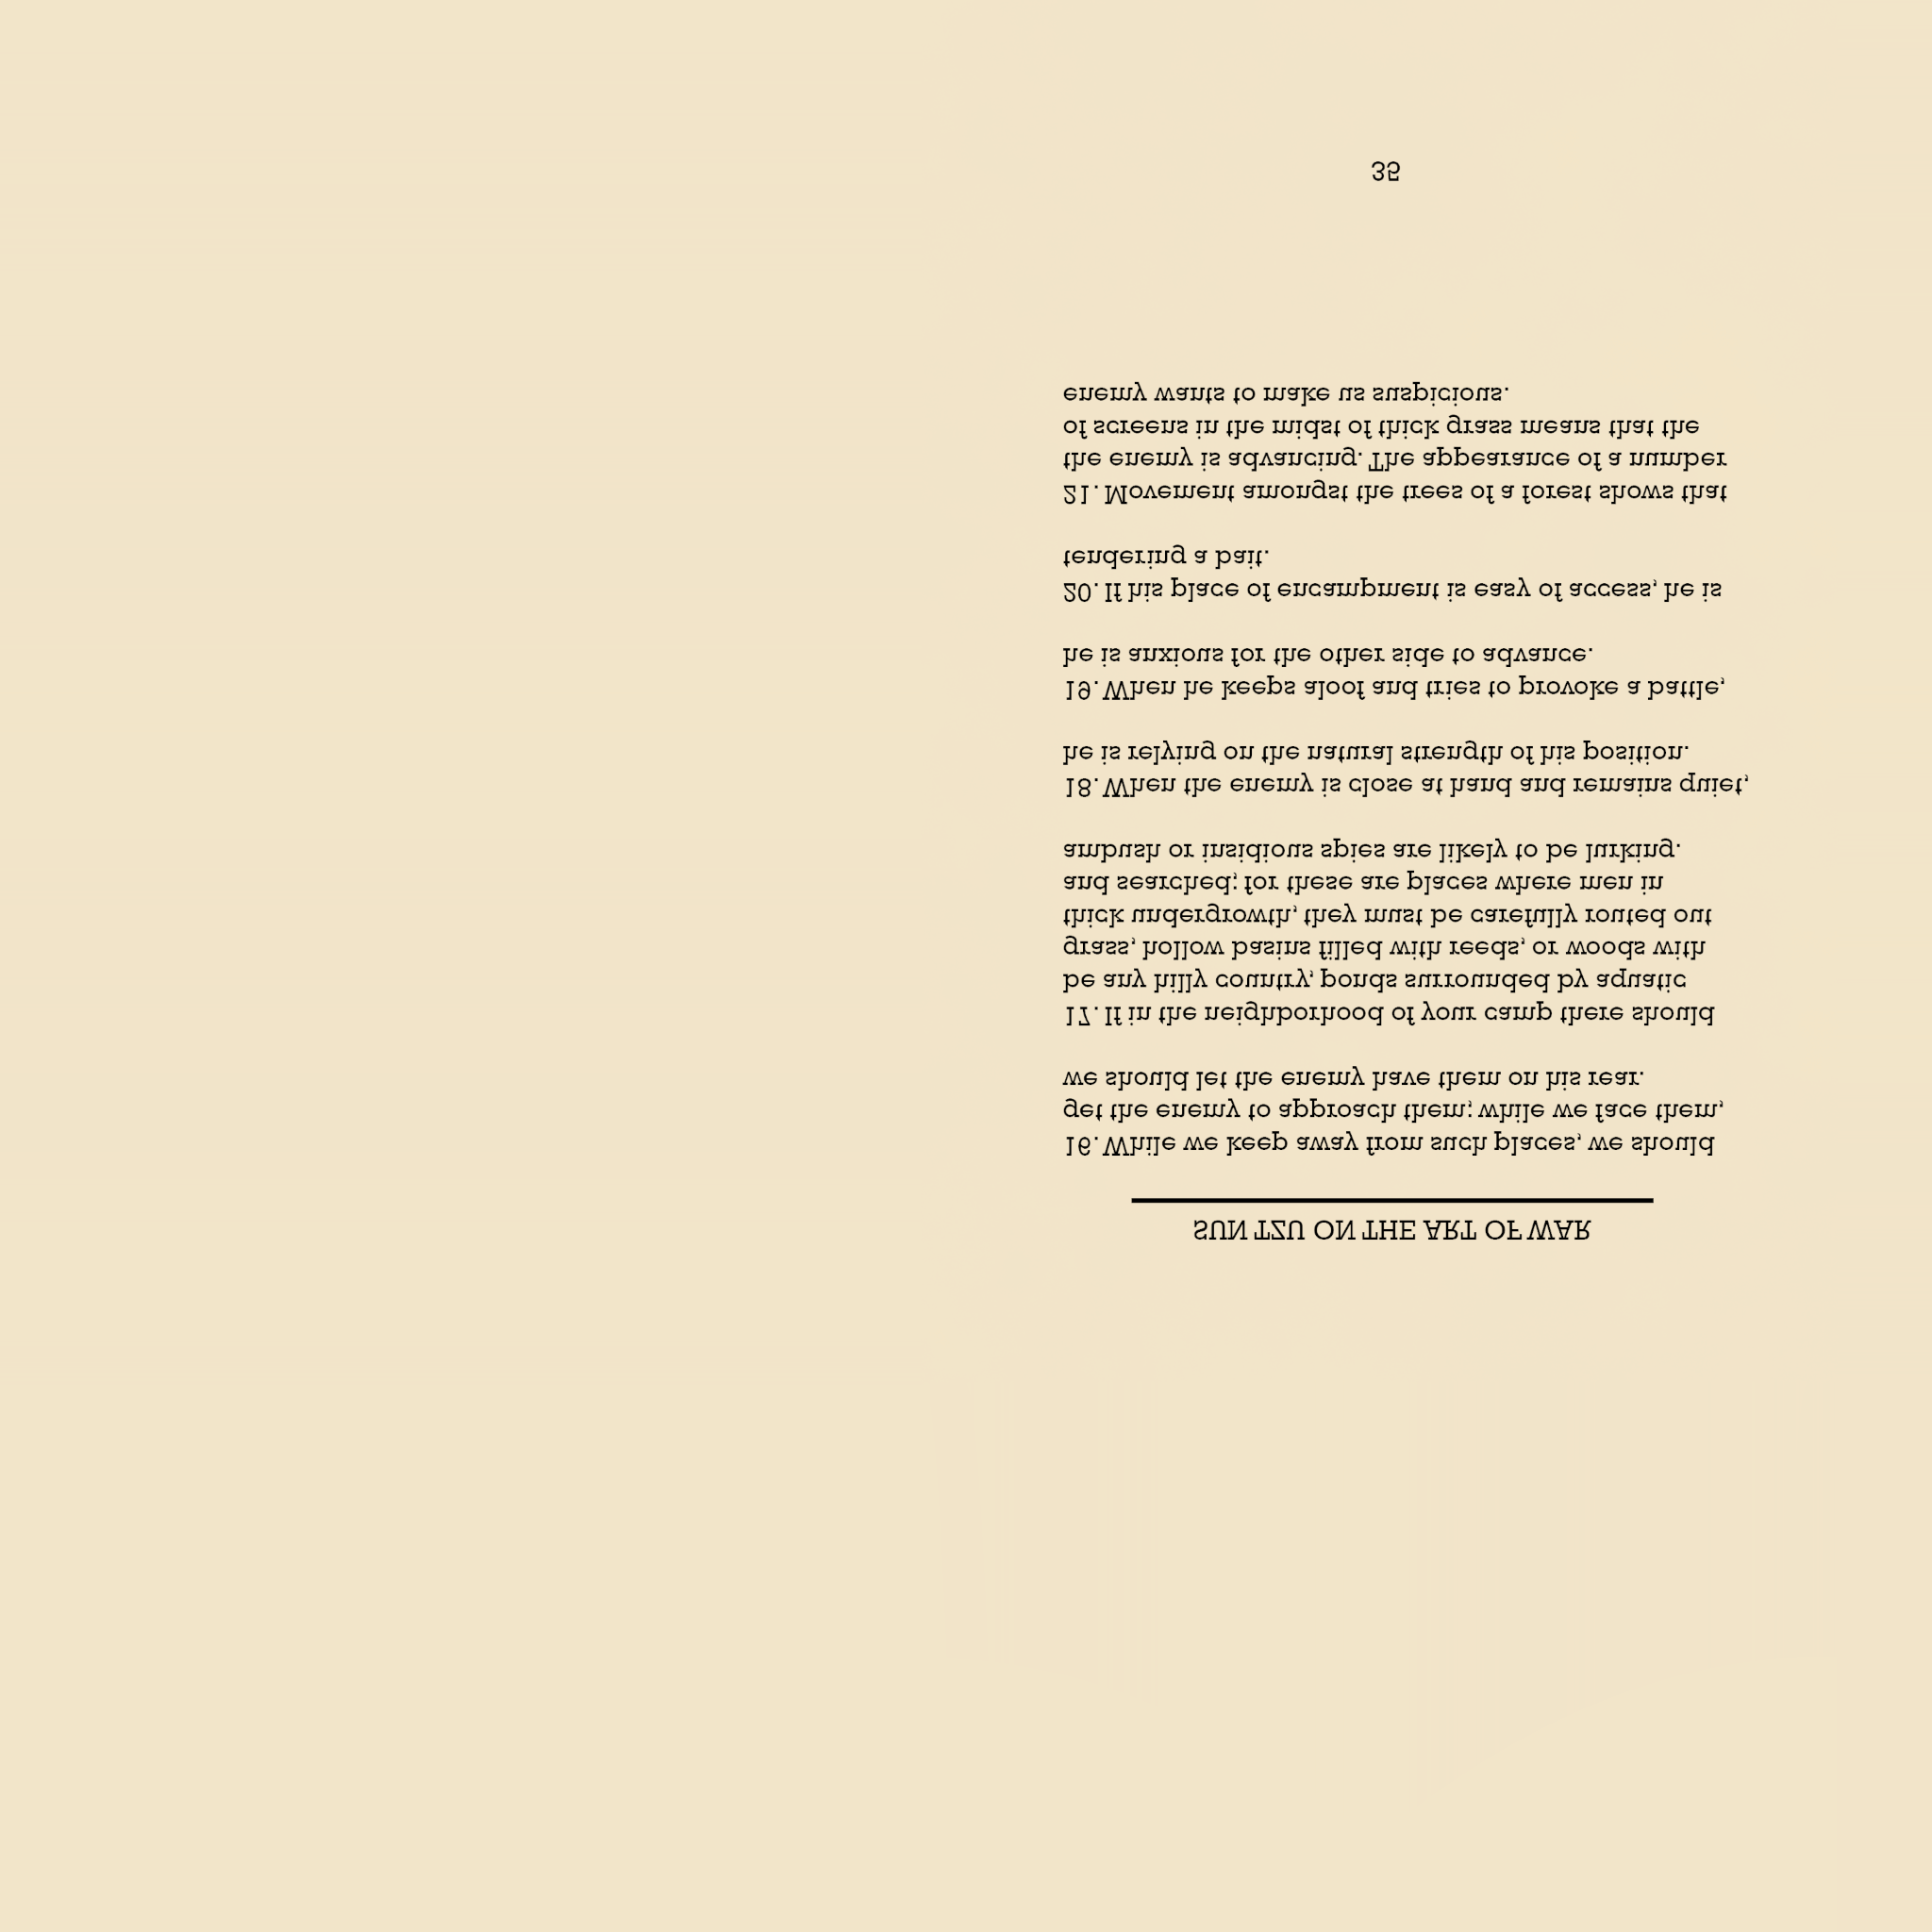 SUN TZU ON THE ART OF WAR
16. While we keep away from such places, we should
get the enemy to approach them; while we face them,
we should let the enemy have them on his rear.
17. If in the neighborhood of your camp there should
be any hilly country, ponds surrounded by aquatic
grass, hollow basins filled with reeds, or woods with
thick undergrowth, they must be carefully routed out
and searched; for these are places where men in
ambush or insidious spies are likely to be lurking.
18. When the enemy is close at hand and remains quiet,
he is relying on the natural strength of his position.
19. When he keeps aloof and tries to provoke a battle,
he is anxious for the other side to advance.
20. If his place of encampment is easy of access, he is
tendering a bait.
21. Movement amongst the trees of a forest shows that
the enemy is advancing. The appearance of a number
of screens in the midst of thick grass means that the
enemy wants to make us suspicious.
35